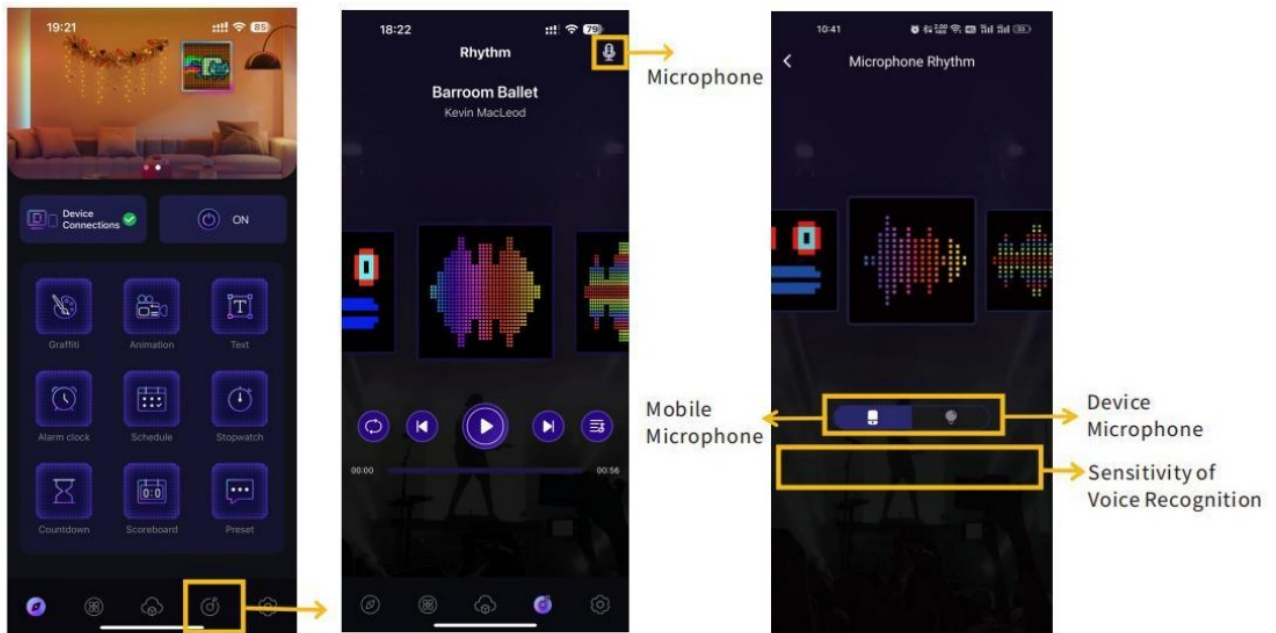 19:21
85
Device
Connections
ON
Graffiti
Animation
T
Text
Alarm clock
Schedule
Stopwatch
Countdown
0:0
Scoreboard
Preset
18:22
79
Rhythm
Barroom Ballet
Kevin MacLeod
00:00
00:56
Microphone
Mobile
Microphone
10:41
Microphone Rhythm
Device
Microphone
Sensitivity of
Voice Recognition